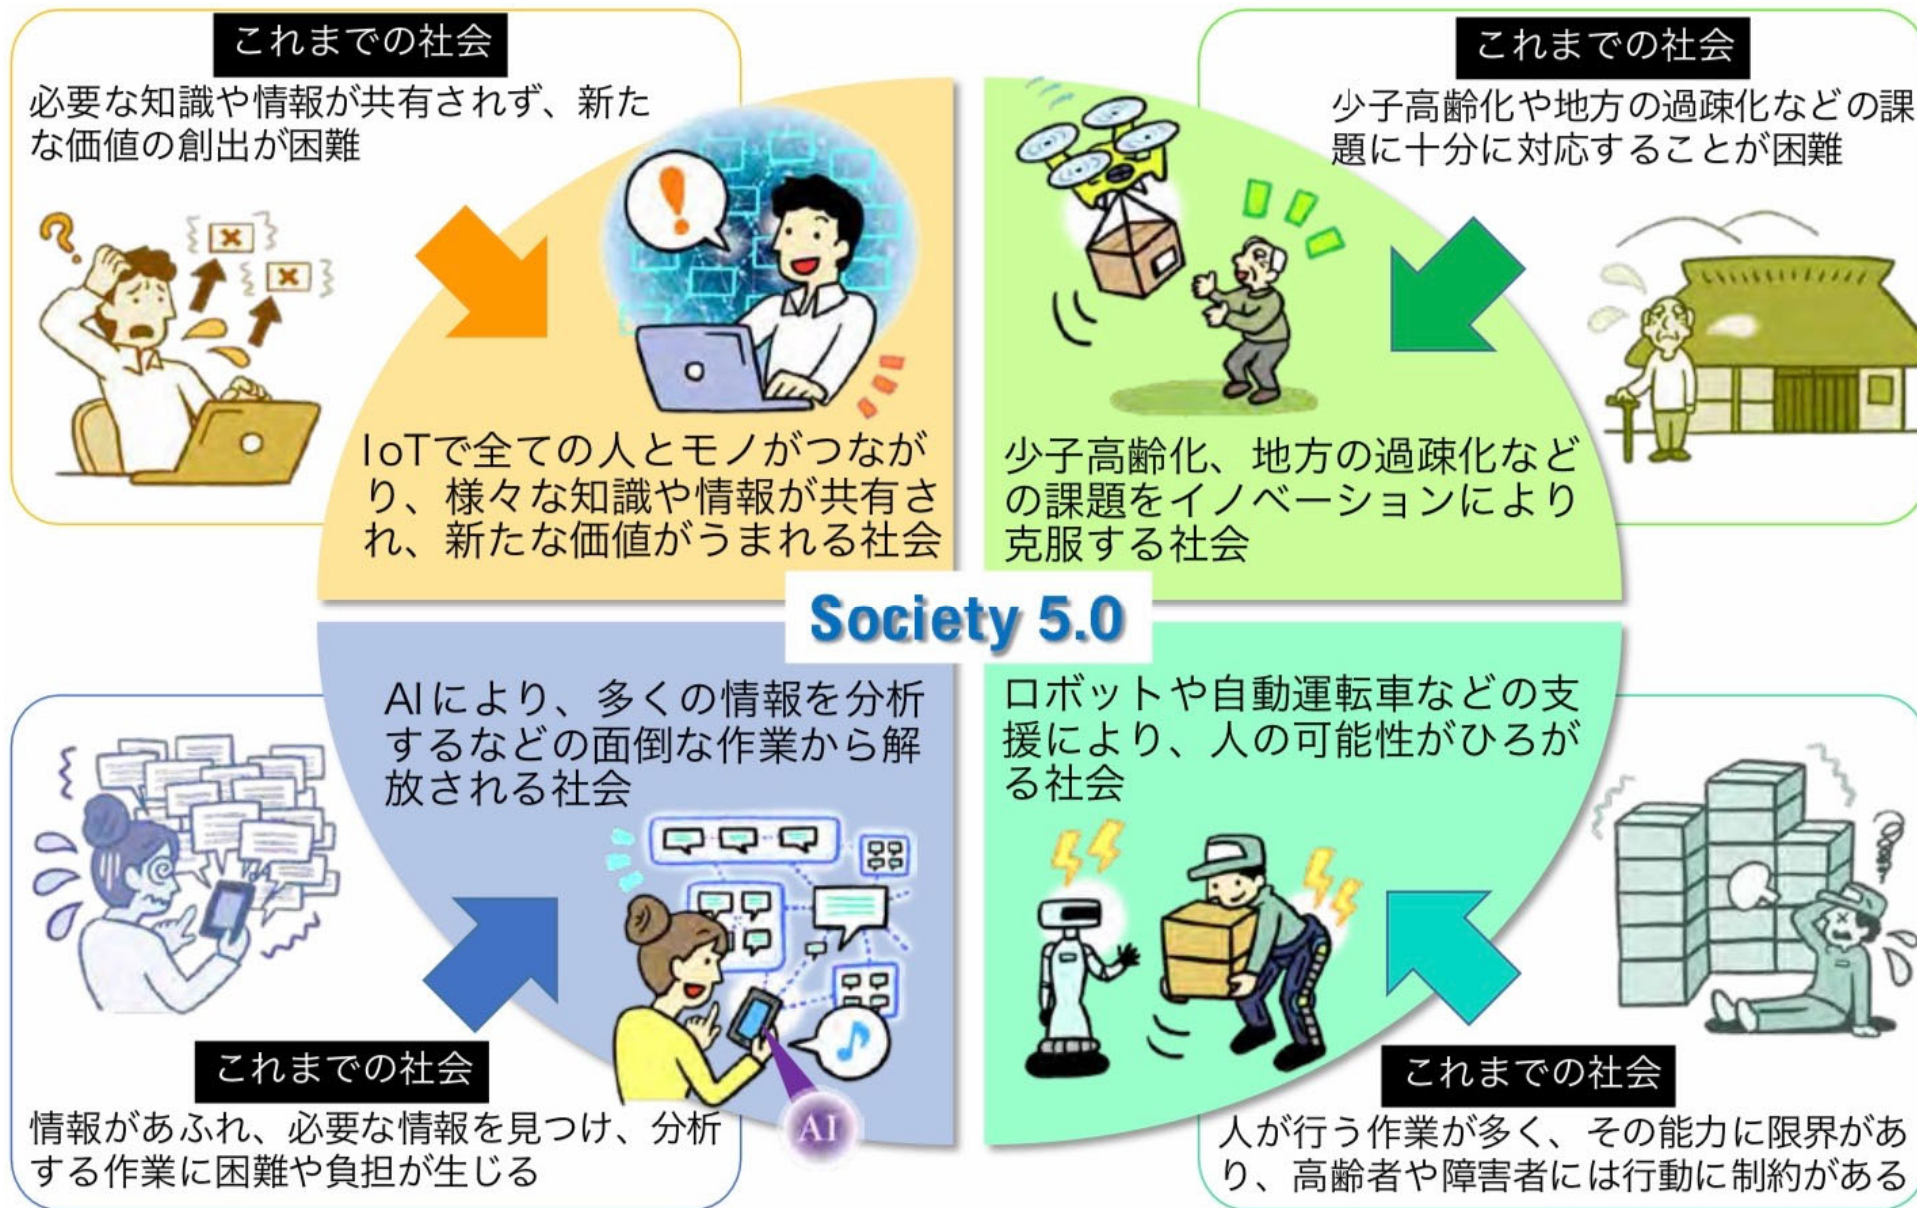 これまでの社会
必要な知識や情報が共有されず、新た
な価値の創出が困難
IoTで全ての人とモノがつなが
り、様々な知識や情報が共有さ
れ、新たな価値がうまれる社会
これまでの社会
少子高齢化や地方の過疎化などの課
題に十分に対応することが困難
少子高齢化、地方の過疎化など
の課題をイノベーションにより
克服する社会
Society 5.0
AIにより、多くの情報を分析
するなどの面倒な作業から解
放される社会
AI
これまでの社会
情報があふれ、必要な情報を見つけ、分析
する作業に困難や負担が生じる
ロボットや自動運転車などの支
援により、人の可能性がひろが
る社会
これまでの社会
人が行う作業が多く、その能力に限界があ
り、高齢者や障害者には行動に制約がある